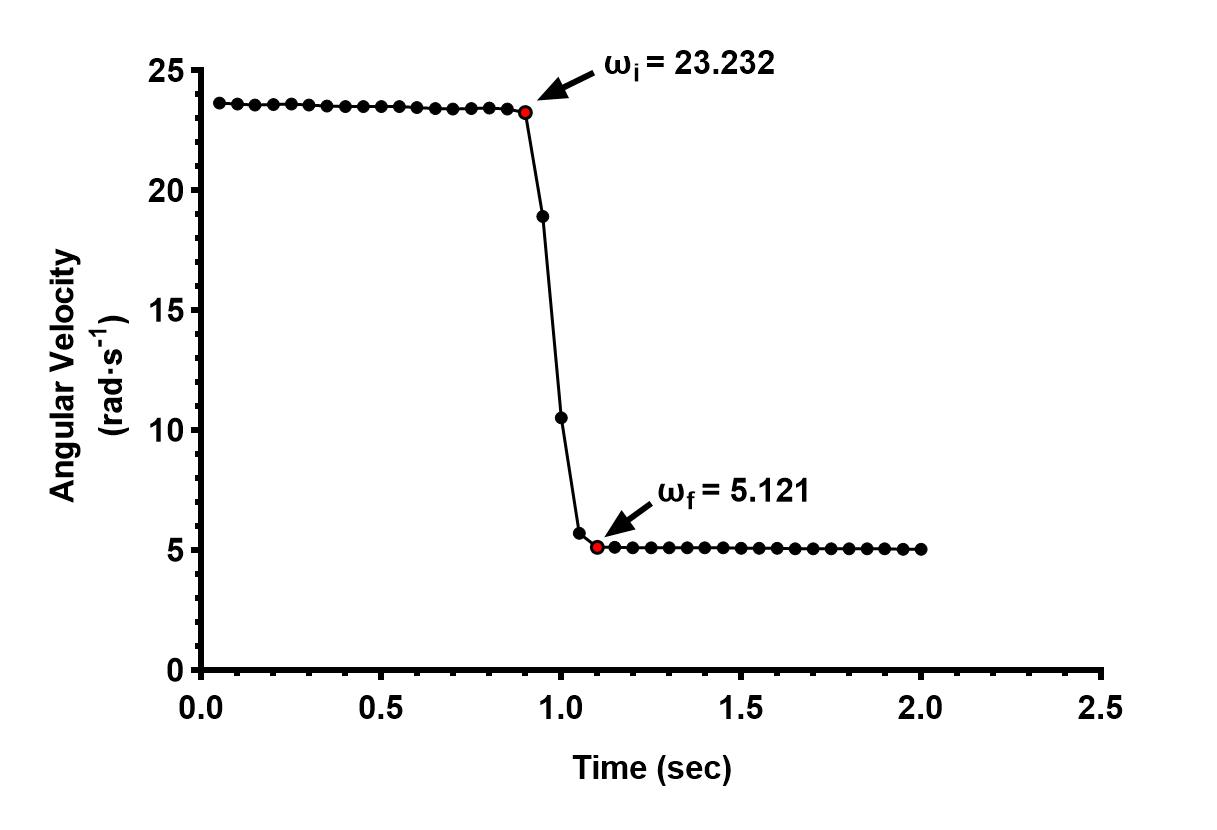 ωi = 23.232
25
20
15
10
5
0
Angular Velocity
(rad·s-1)
ωf = 5.121
0.0 0.5 1.0 1.5 2.0 2.5
Time (sec)